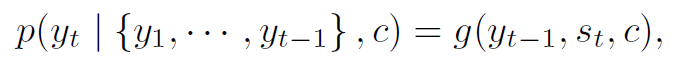 p(y_t | {y_1, ⋯ , y_{t−1}} , c) = g(y_{t−1}, s_t, c),